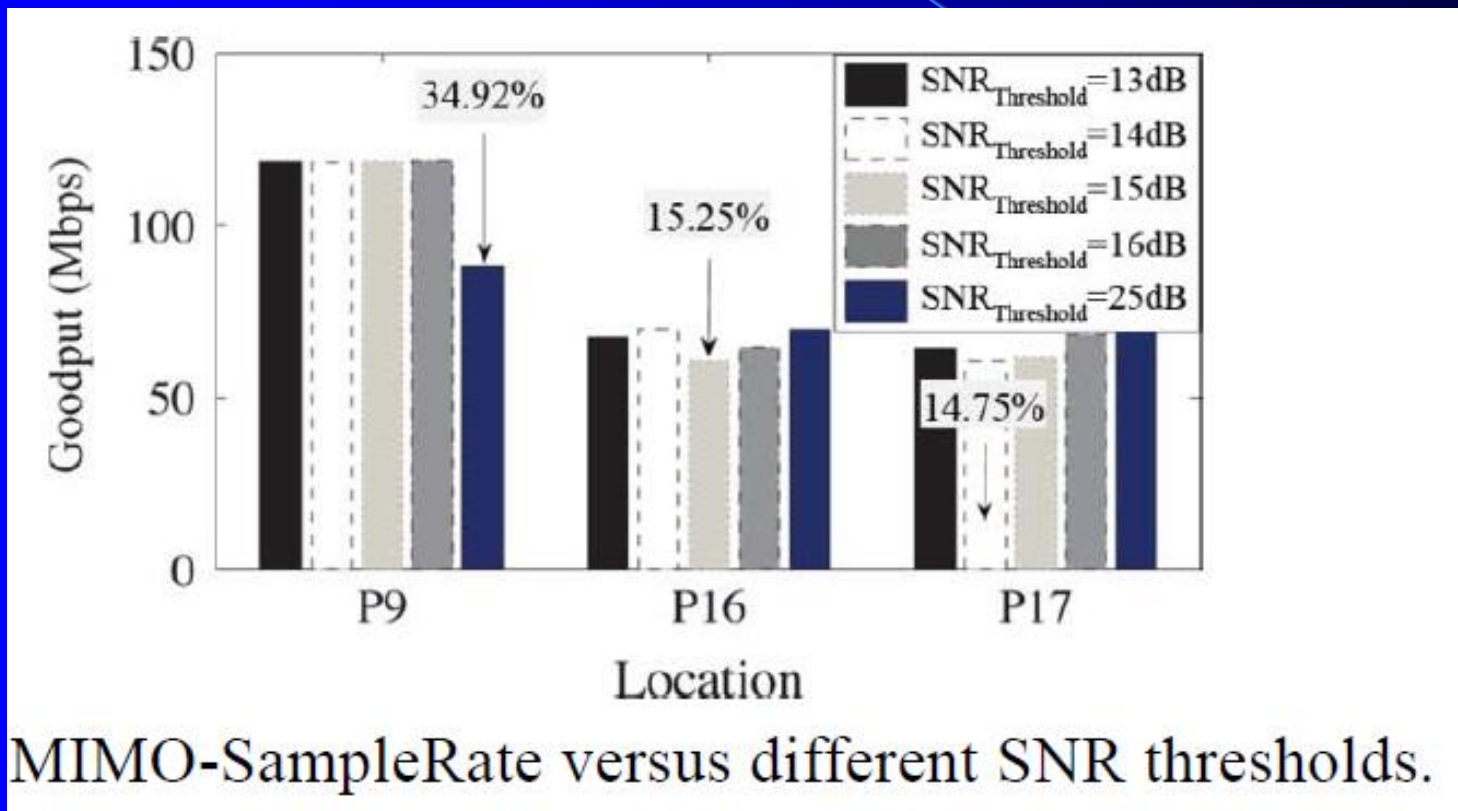 150
34.92%
SNRThreshold=13dB
SNRThreshold=14dB
SNRThreshold=15dB
SNRThreshold=16dB
SNRThreshold=25dB
15.25%
100
Goodput (Mbps)
50
14.75%
0
P9 P16 P17
Location
MIMO-SampleRate versus different SNR thresholds.